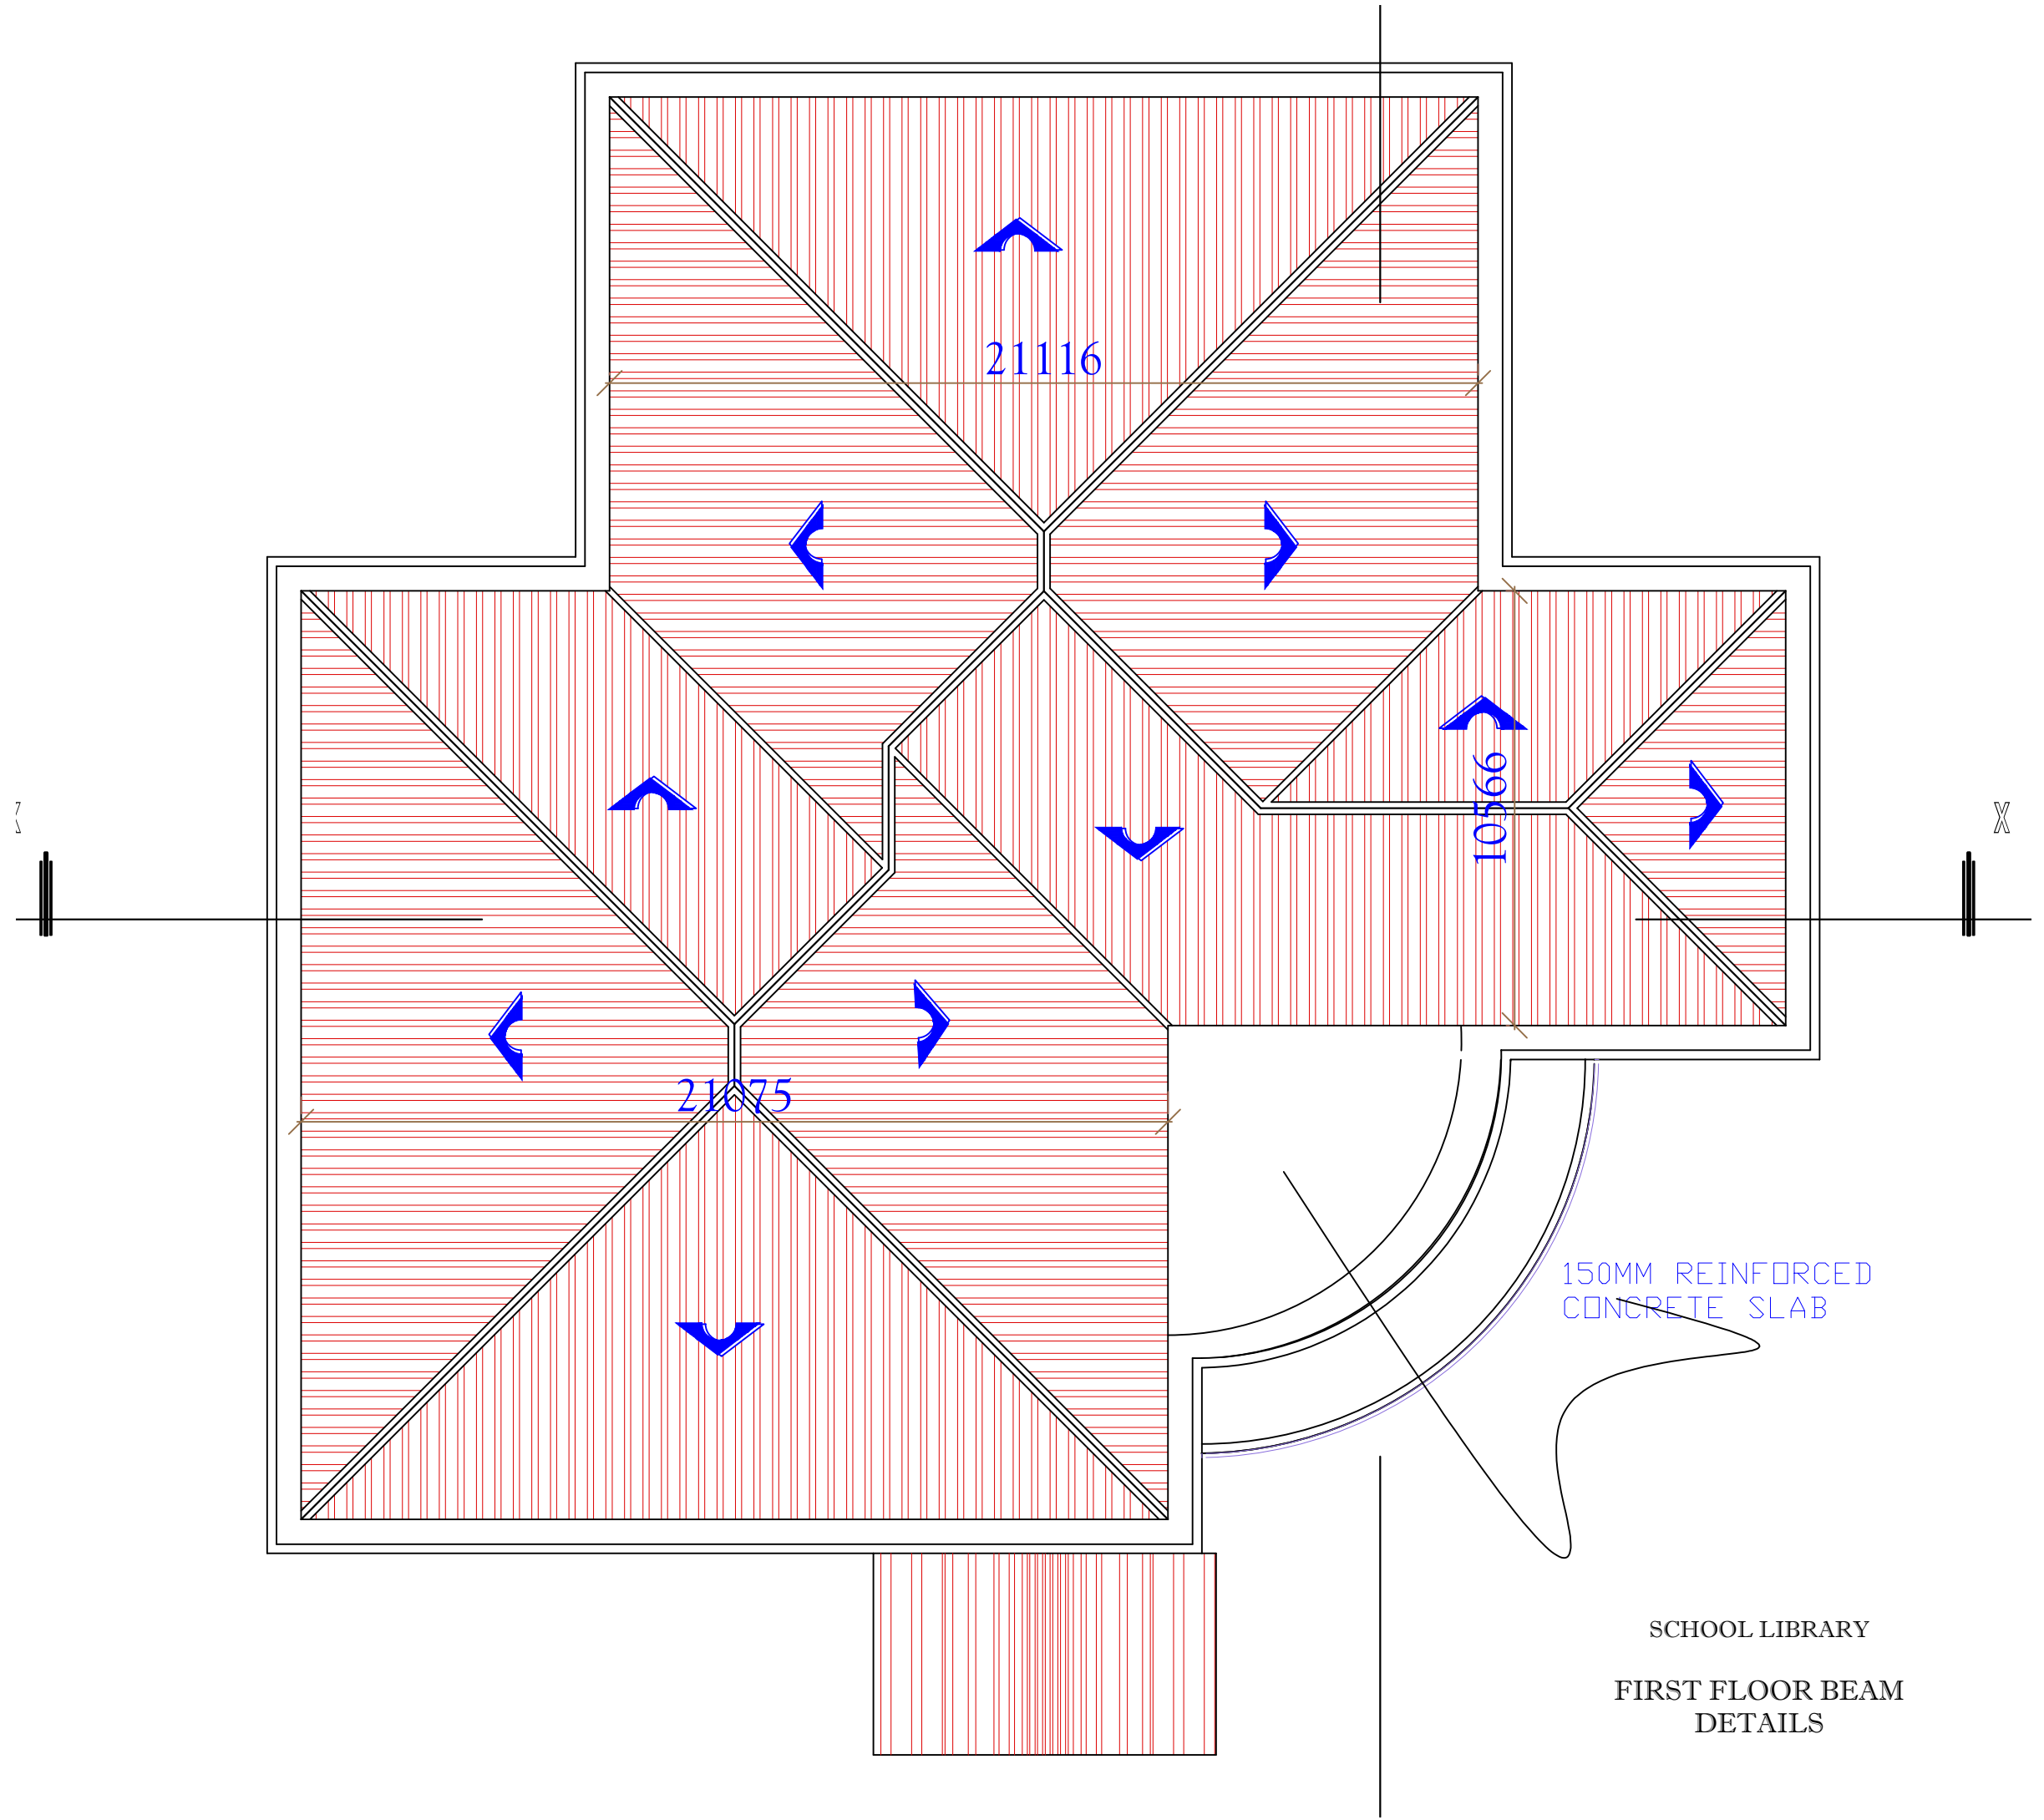 21116
10566
X
X
21075
150MM REINFORCED
CONCRETE SLAB
SCHOOL LIBRARY
FIRST FLOOR BEAM
DETAILS